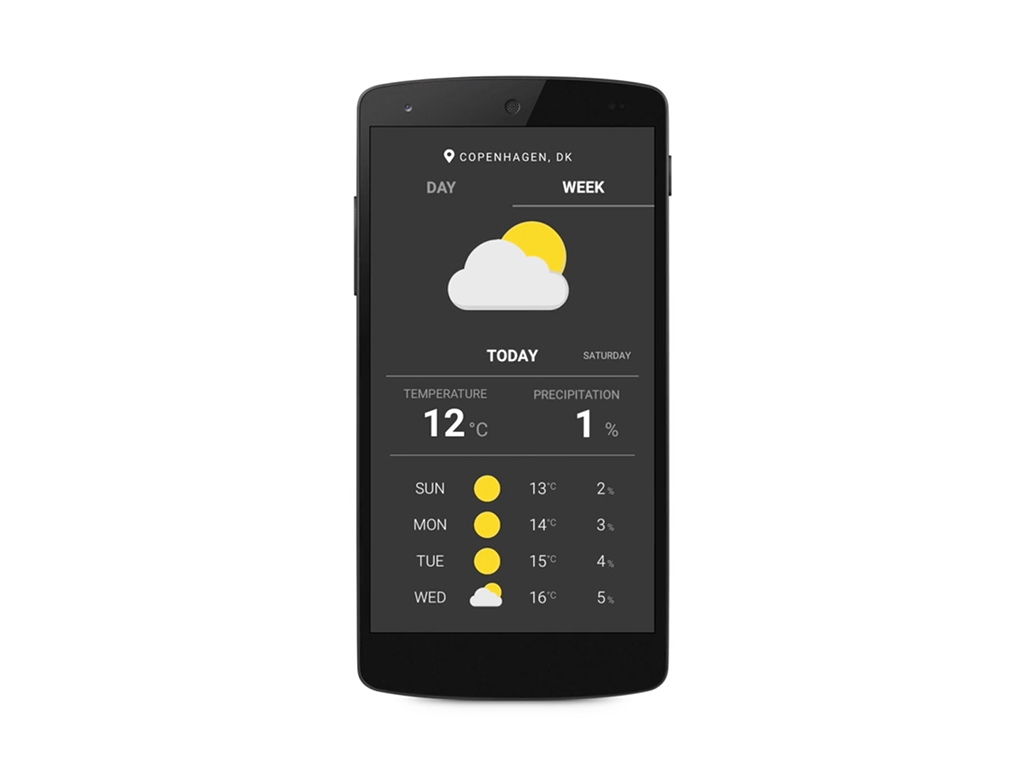 COPENHAGEN, DK
DAY WEEK
TODAY SATURDAY
TEMPERATURE PRECIPITATION
12 °C 1 %
SUN 13°C 2%
MON 14°C 3%
TUE 15°C 4%
WED 16°C 5%